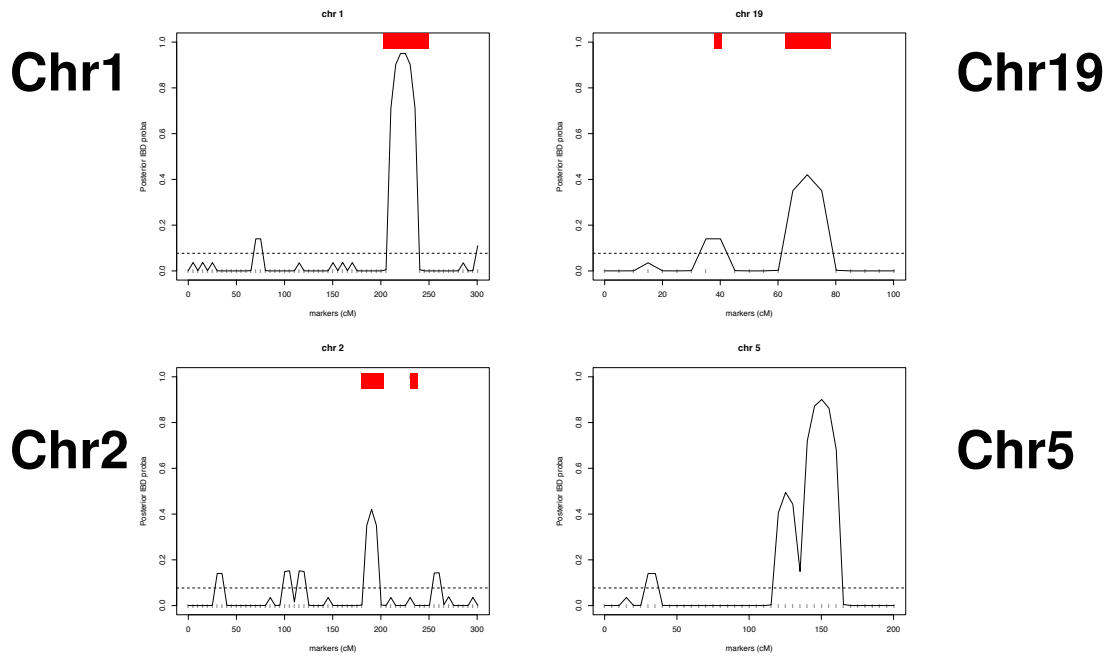 Chr1
chr 1
Posterior IBD proba
1.0
0.8
0.6
0.4
0.2
0.0
0 50 100 150 200 250 300
markers (cM)
chr 19
Posterior IBD proba
1.0
0.8
0.6
0.4
0.2
0.0
0 20 40 60 80 100
markers (cM)
Chr19
Chr2
chr 2
Posterior IBD proba
1.0
0.8
0.6
0.4
0.2
0.0
0 50 100 150 200 250 300
markers (cM)
chr 5
Posterior IBD proba
1.0
0.8
0.6
0.4
0.2
0.0
0 50 100 150 200
markers (cM)
Chr5